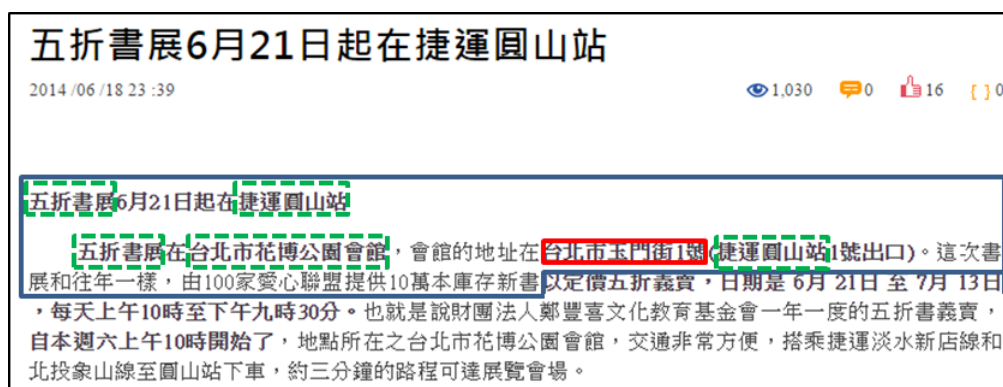 五折書展6月21日起在捷運圓山站
2014 /06 /18 23 :39 1,030 0 16 { } 0
五折書展6月21日起在捷運圓山站
五折書展在台北市花博公園會館，會館的地址在台北市玉門街1號(捷運圓山站1號出口)。這次書
展和往年一樣，由100家愛心聯盟提供10萬本庫存新書以定價五折義賣，日期是 6月 21日 至 7月 13日
，每天上午10時至下午九時30分。也就是說財團法人鄭豐喜文化教育基金會一年一度的五折書義賣，
自本週六上午10時開始了，地點所在之台北市花博公園會館，交通非常方便，搭乘捷運淡水新店線和
北投象山線至圓山站下車，約三分鐘的路程可達展覽會場。